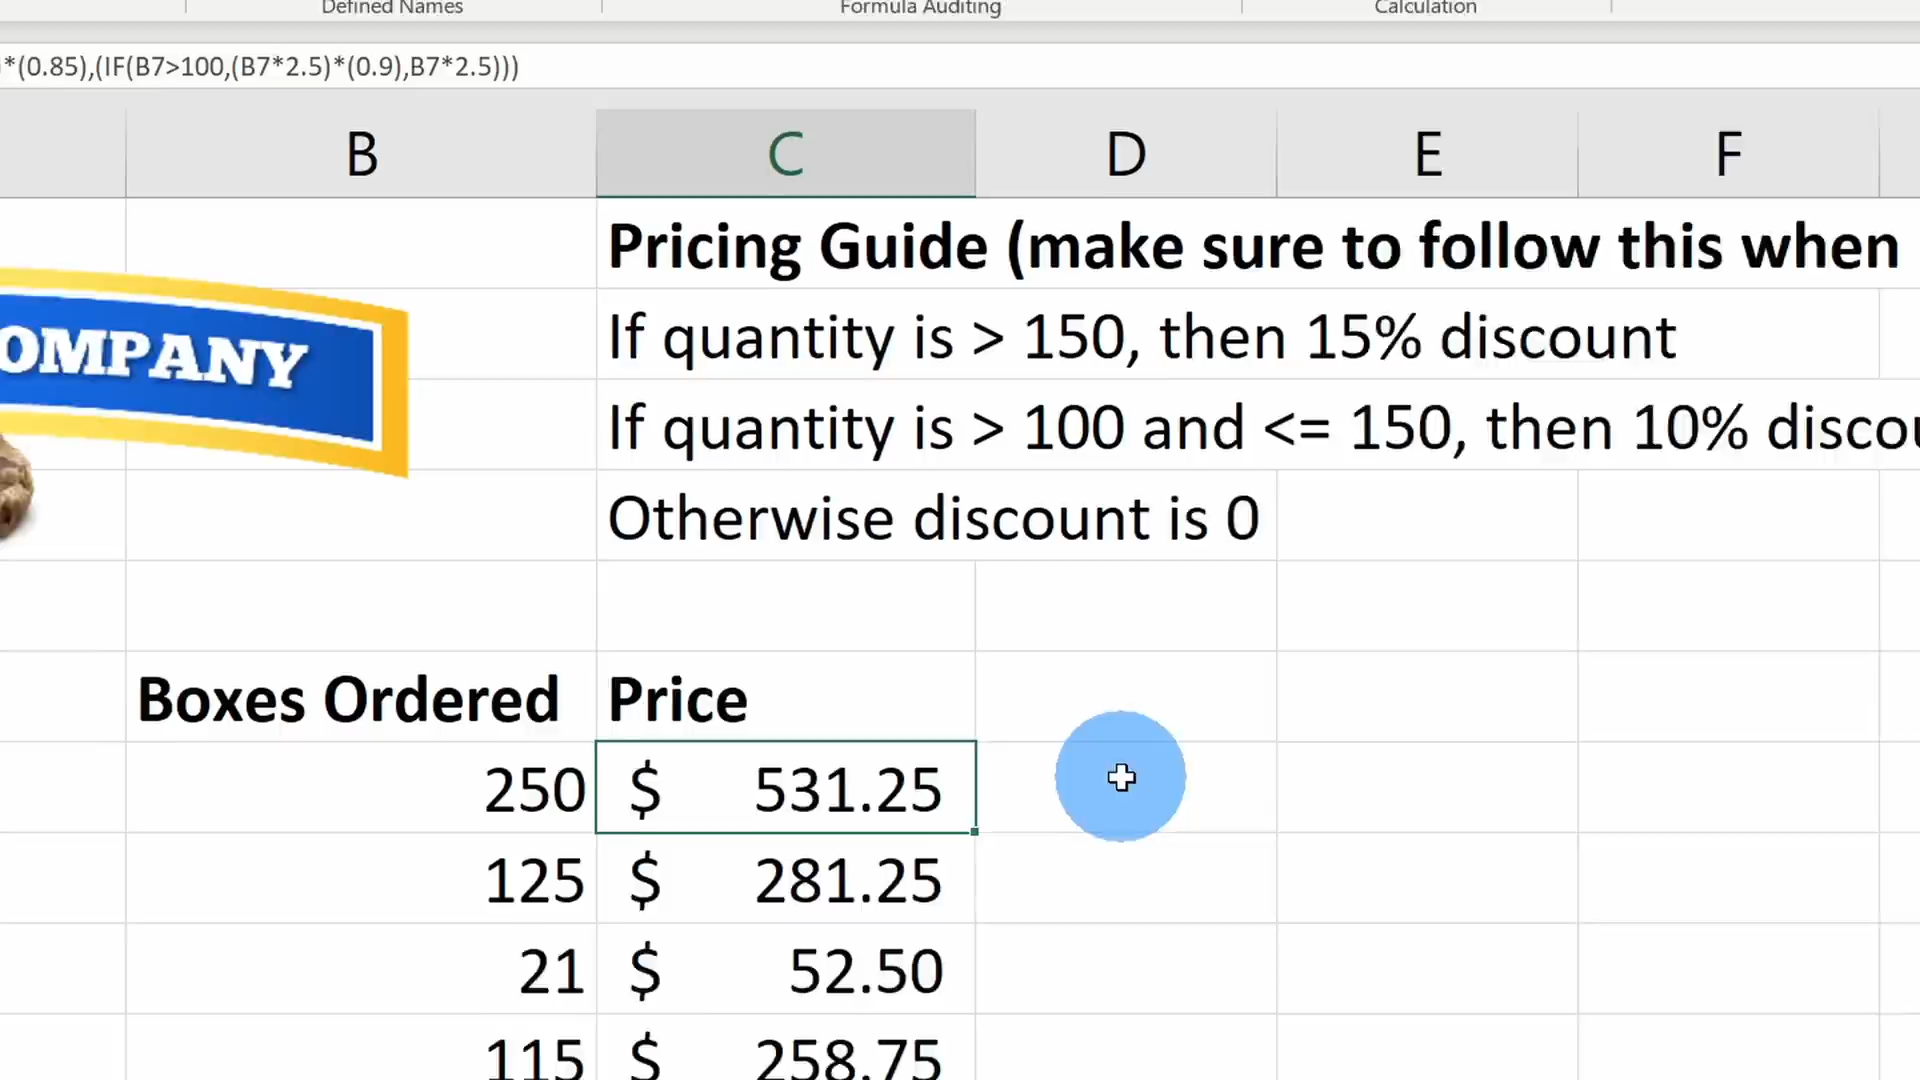 Defined Names Formula Auditing Calculation
*(0.85),(IF(B7>100,(B7*2.5)*(0.9),B7*2.5)))
B C D E F
Pricing Guide (make sure to follow this when
If quantity is > 150, then 15% discount
OMPANY
If quantity is > 100 and <= 150, then 10% discou
Otherwise discount is 0
Boxes Ordered Price
250 $ 531.25
125 $ 281.25
21 $ 52.50
115 $ 258.75